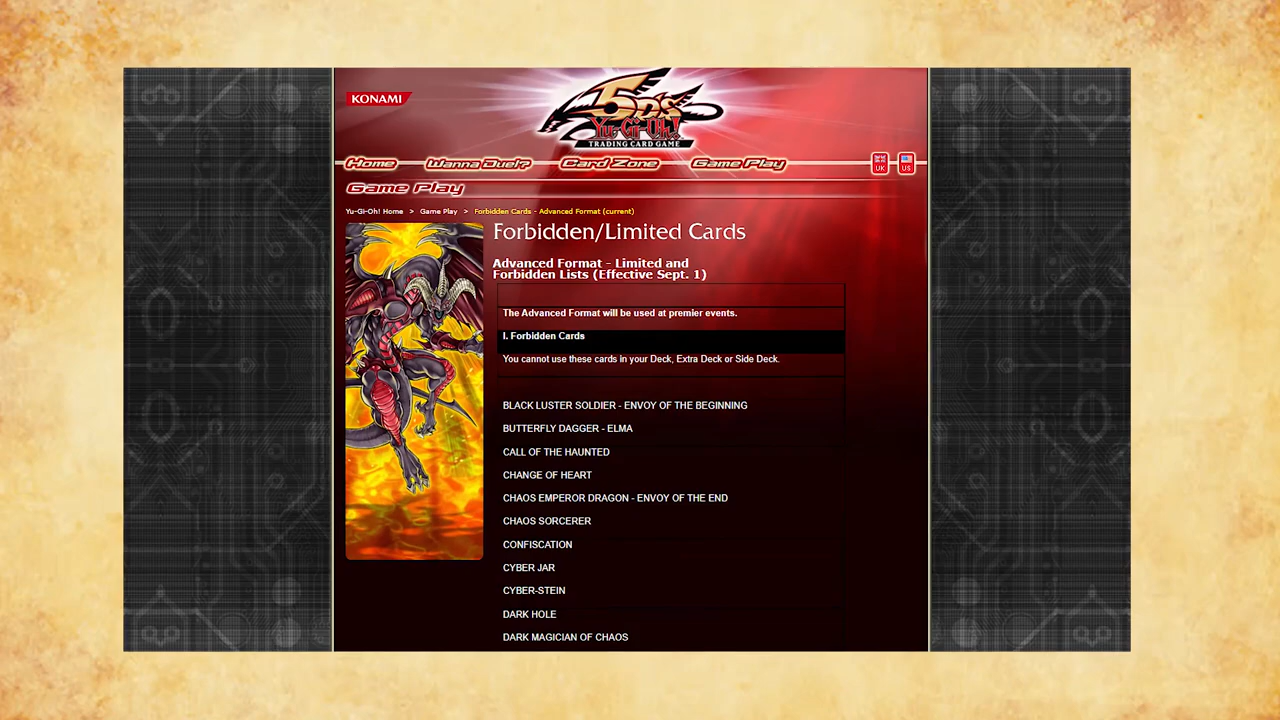 KONAMI
5D's
Yu-Gi-Oh!
TRADING CARD GAME
Home Wanna Duel? Card Zone Game Play UK US
Game Play
Yu-Gi-Oh! Home > Game Play > Forbidden Cards - Advanced Format (current)
Forbidden/Limited Cards
Advanced Format - Limited and
Forbidden Lists (Effective Sept. 1)
The Advanced Format will be used at premier events.
I. Forbidden Cards
You cannot use these cards in your Deck, Extra Deck or Side Deck.
BLACK LUSTER SOLDIER - ENVOY OF THE BEGINNING
BUTTERFLY DAGGER - ELMA
CALL OF THE HAUNTED
CHANGE OF HEART
CHAOS EMPEROR DRAGON - ENVOY OF THE END
CHAOS SORCERER
CONFISCATION
CYBER JAR
CYBER-STEIN
DARK HOLE
DARK MAGICIAN OF CHAOS